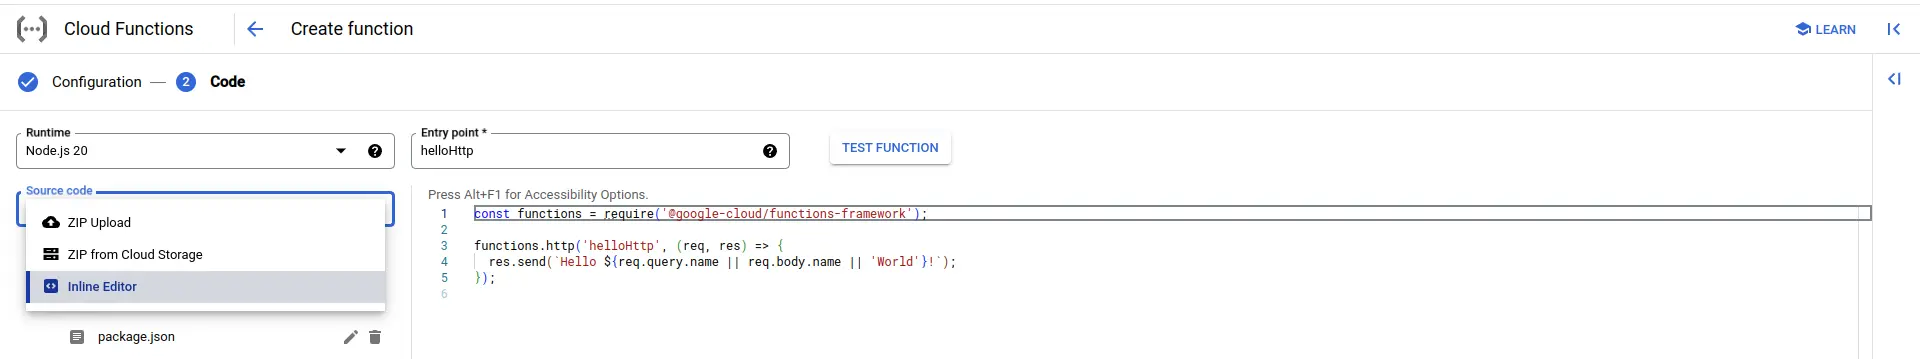 Cloud Functions
Create function
LEARN
Configuration
2
Code
Runtime
Node.js 20
Entry point *
helloHttp
TEST FUNCTION
Source code
ZIP Upload
ZIP from Cloud Storage
Inline Editor
package.json
Press Alt+F1 for Accessibility Options.
1 const functions = require('@google-cloud/functions-framework');
2
3 functions.http('helloHttp', (req, res) => {
4   res.send(`Hello ${req.query.name || req.body.name || 'World'}!`);
5 });
6